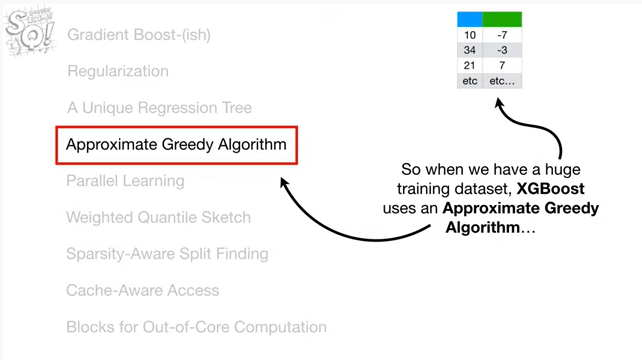 SQ!
Gradient Boost-(ish)
Regularization
A Unique Regression Tree
Approximate Greedy Algorithm
Parallel Learning
Weighted Quantile Sketch
Sparsity-Aware Split Finding
Cache-Aware Access
Blocks for Out-of-Core Computation
10 -7
34 -3
21 7
etc etc...
So when we have a huge
training dataset, XGBoost
uses an Approximate Greedy
Algorithm...